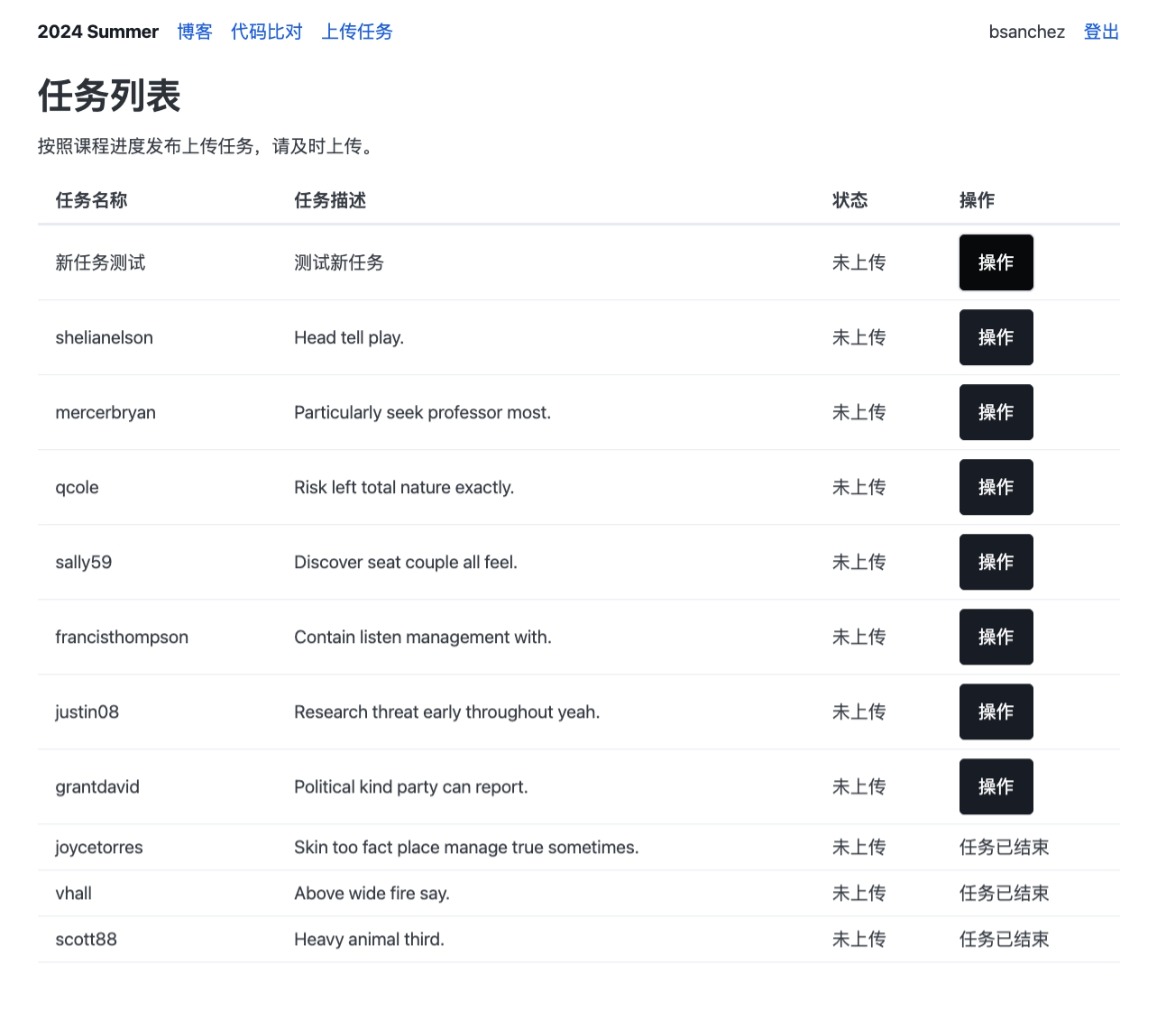 2024 Summer 博客 代码比对 上传任务 bsanchez 登出
任务列表
按照课程进度发布上传任务，请及时上传。
任务名称 任务描述 状态 操作
新任务测试 测试新任务 未上传 操作
shelianelson Head tell play. 未上传 操作
mercerbryan Particularly seek professor most. 未上传 操作
qcole Risk left total nature exactly. 未上传 操作
sally59 Discover seat couple all feel. 未上传 操作
francisthompson Contain listen management with. 未上传 操作
justin08 Research threat early throughout yeah. 未上传 操作
grantdavid Political kind party can report. 未上传 操作
joycetorres Skin too fact place manage true sometimes. 未上传 任务已结束
vhall Above wide fire say. 未上传 任务已结束
scott88 Heavy animal third. 未上传 任务已结束